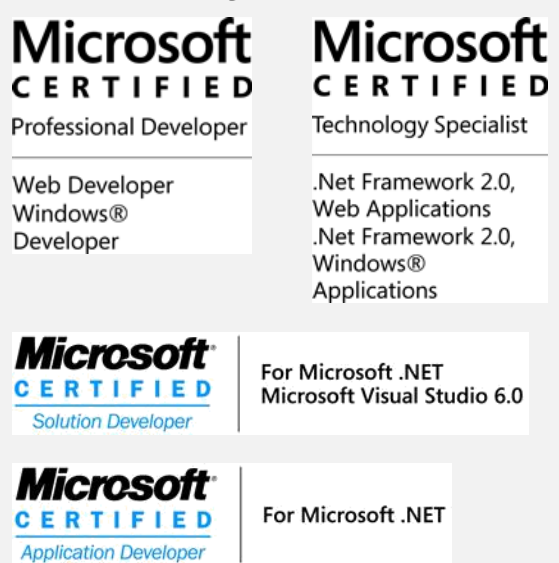 Microsoft
CERTIFIED
Professional Developer
Web Developer
Windows®
Developer
Microsoft
CERTIFIED
Technology Specialist
.Net Framework 2.0,
Web Applications
.Net Framework 2.0,
Windows®
Applications
Microsoft®
CERTIFIED
Solution Developer
For Microsoft .NET
Microsoft Visual Studio 6.0
Microsoft®
CERTIFIED
Application Developer
For Microsoft .NET